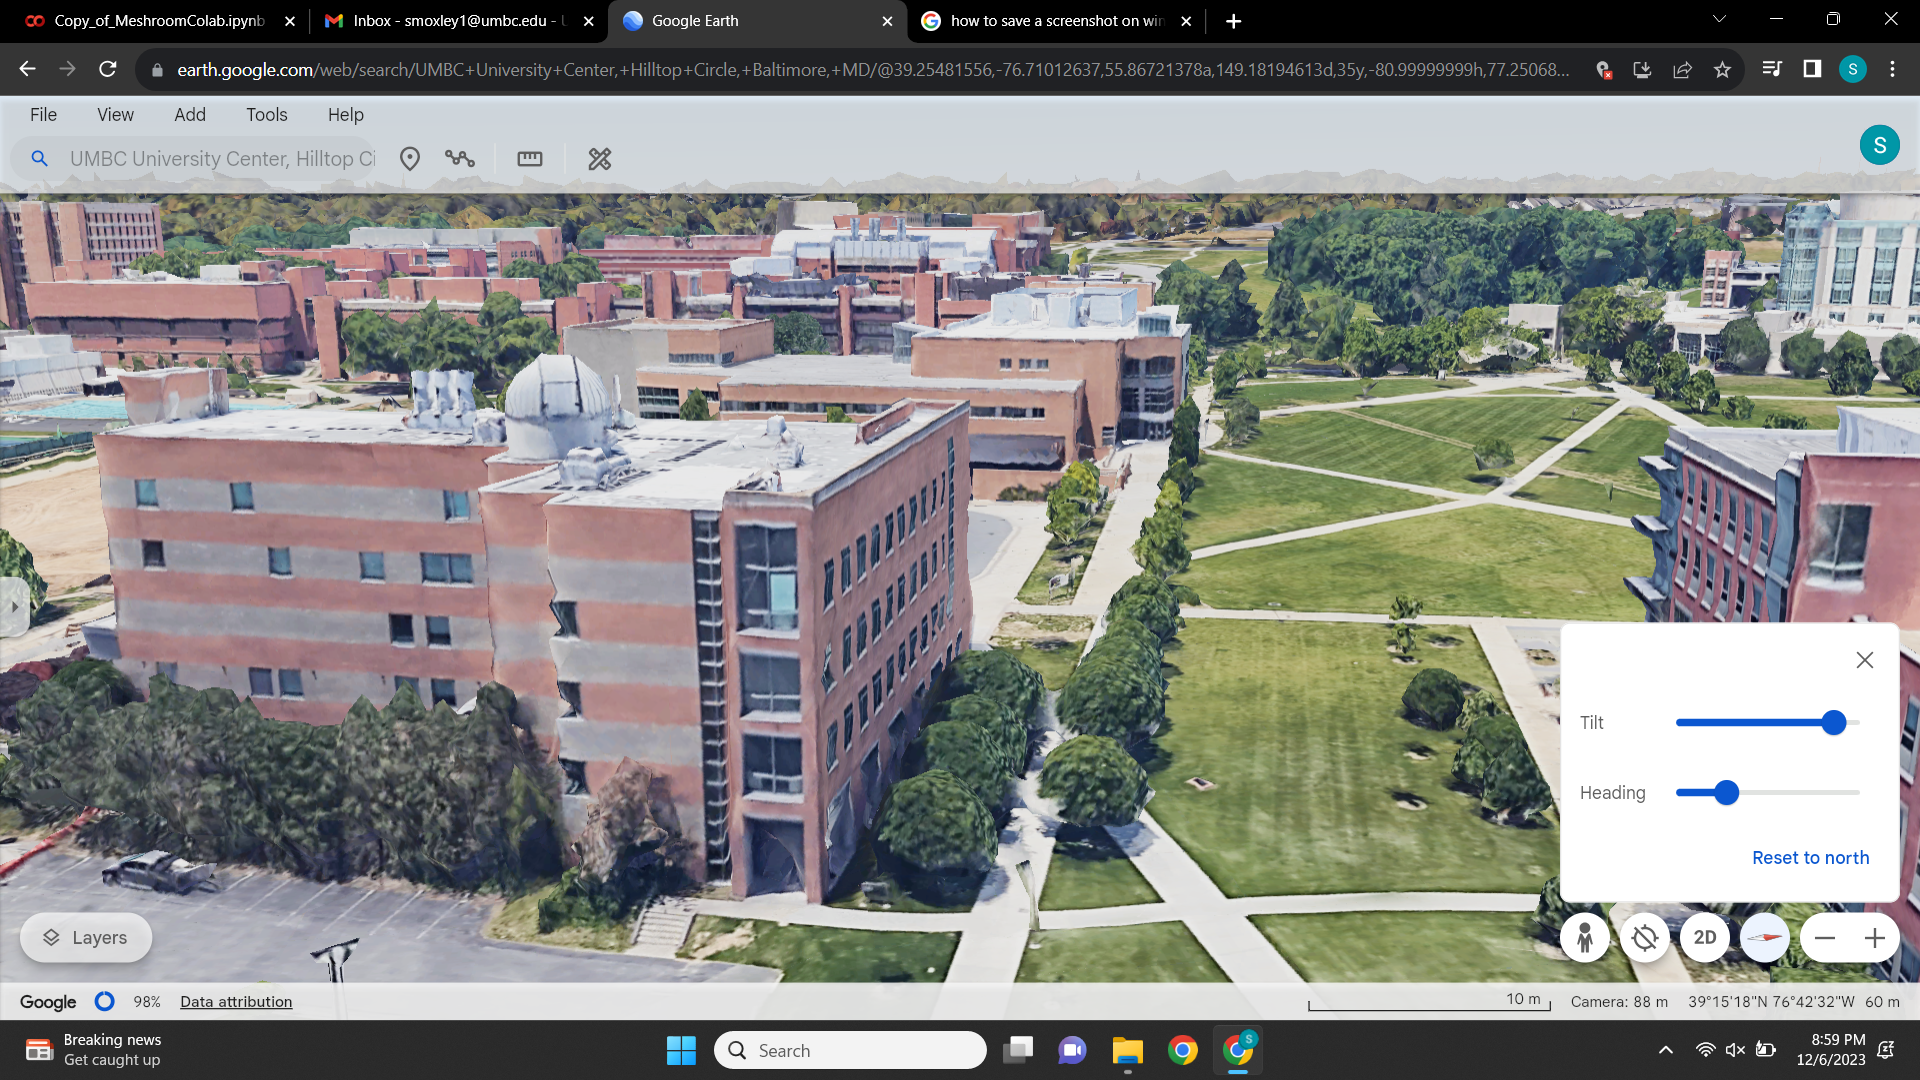 Copy_of_MeshroomColab.ipynb
Inbox - smoxley1@umbc.edu - U
Google Earth
how to save a screenshot on win
earth.google.com/web/search/UMBC+University+Center,+Hilltop+Circle,+Baltimore,+MD/@39.25481556,-76.71012637,55.86721378a,149.18194613d,35y,-80.99999999h,77.25068...
S
File View Add Tools Help
UMBC University Center, Hilltop Ci
S
Tilt
Heading
Reset to north
Layers
2D
Google 98% Data attribution
10 m
Camera: 88 m 39°15'18"N 76°42'32"W 60 m
Breaking news
Get caught up
Search
S
8:59 PM
12/6/2023